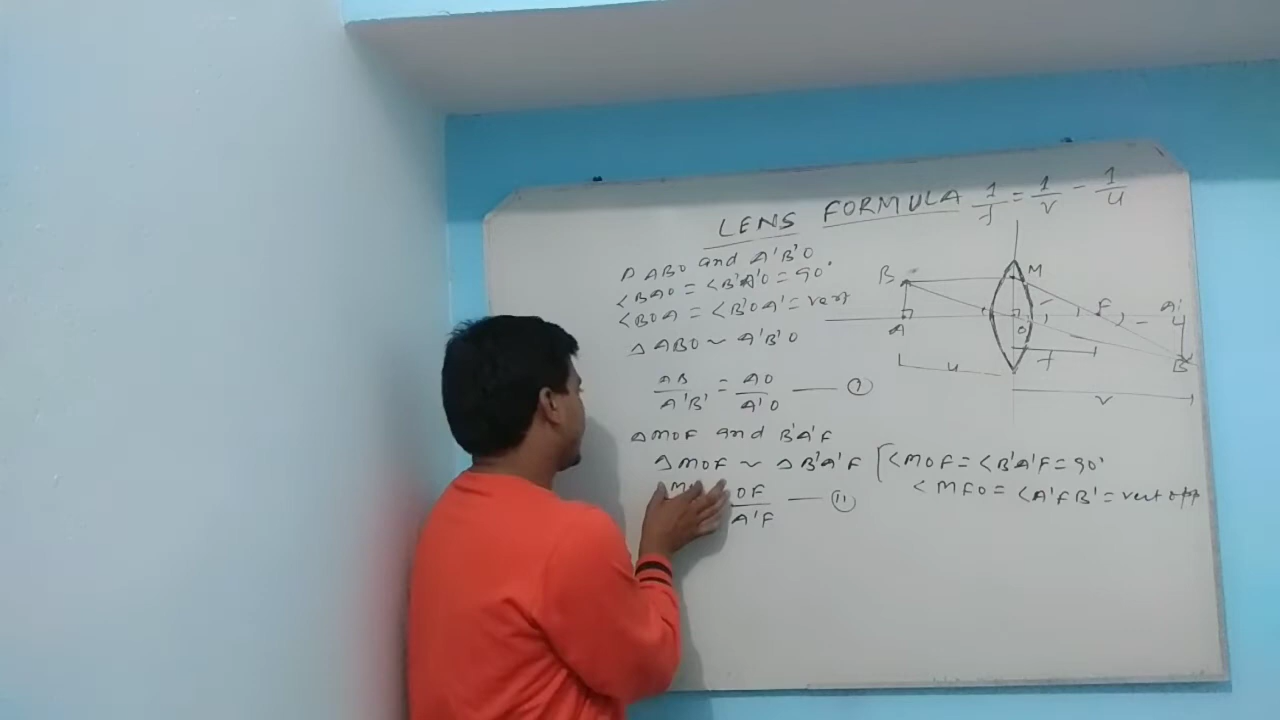 LENS FORMULA 1/f = 1/v - 1/u
Δ ABO and A'B'O
<BAO = <B'A'O = 90°
<BOA = <B'OA' = vert
Δ ABO ~ A'B'O
AB/A'B' = AO/A'O — (i)
Δ MOF and B'A'F
Δ MOF ~ Δ B'A'F [<MOF = <B'A'F = 90°
<MFO = <A'FB' = vert opp
OF/A'F — (ii)
B
M
F
A'
A
O
B'
u
f
v